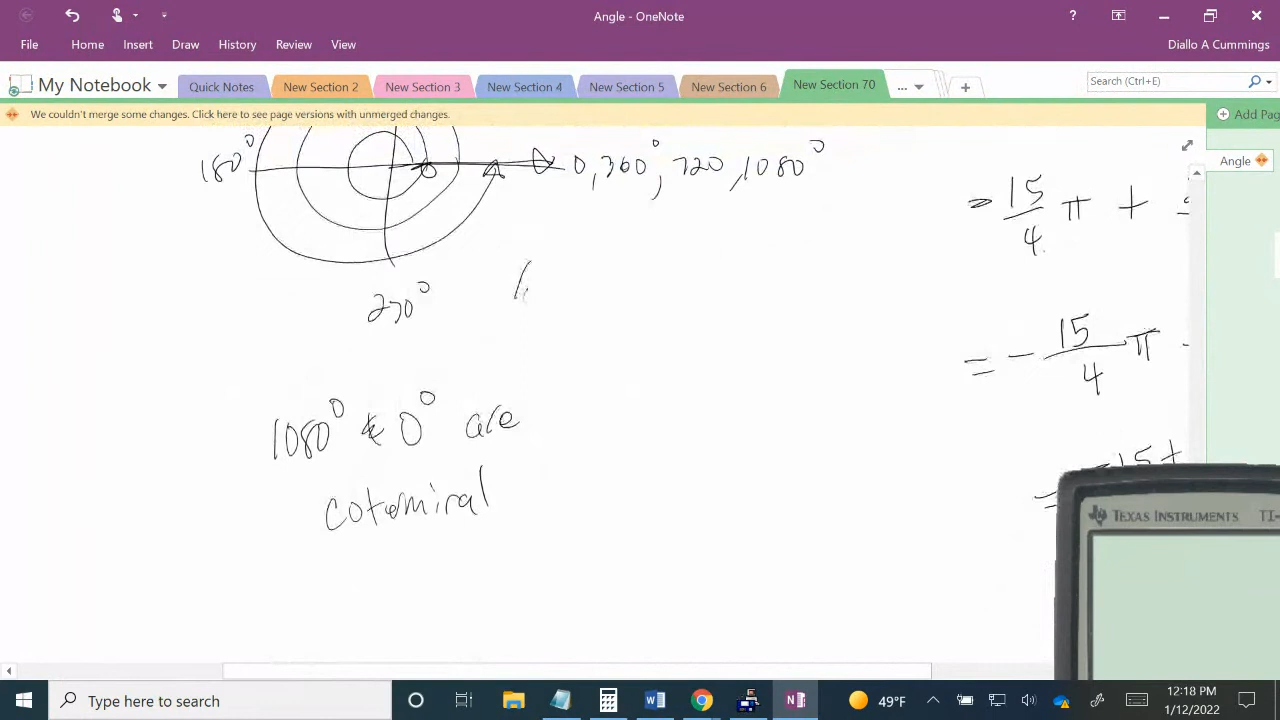 Angle - OneNote
?
File Home Insert Draw History Review View
Diallo A Cummings
My Notebook
Quick Notes New Section 2 New Section 3 New Section 4 New Section 5 New Section 6 New Section 70 ...
Search (Ctrl+E)
We couldn't merge some changes. Click here to see page versions with unmerged changes.
Add Pag
Angle
180° 0, 360°, 720, 1080°
270°
= 15/4 π +
= - 15/4 π -
1080° & 0° are
coterminal
= -15+
TEXAS INSTRUMENTS TI-
Type here to search
49°F
12:18 PM
1/12/2022